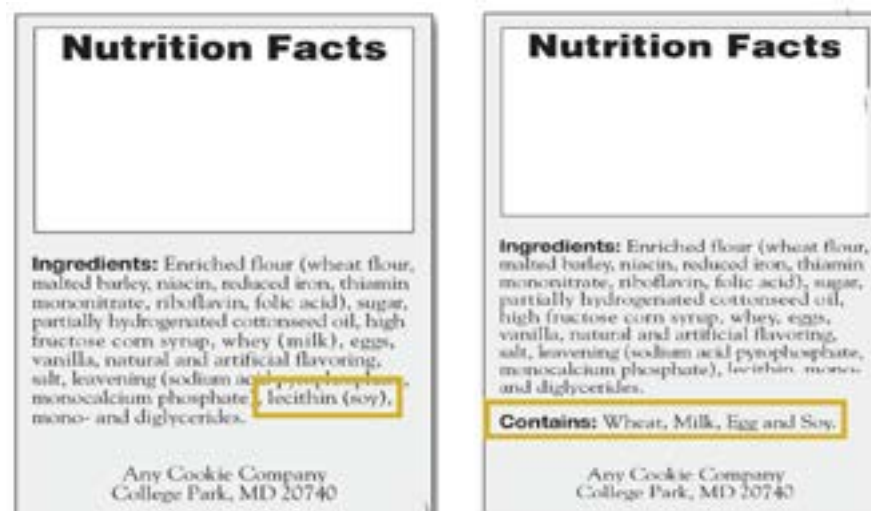 Nutrition Facts
Ingredients: Enriched flour (wheat flour,
malted barley, niacin, reduced iron, thiamin
mononitrate, riboflavin, folic acid), sugar,
partially hydrogenated cottonseed oil, high
fructose corn syrup, whey (milk), eggs,
vanilla, natural and artificial flavoring,
salt, leavening (sodium acid pyrophosphate,
monocalcium phosphate), lecithin (soy),
mono- and diglycerides.
Any Cookie Company
College Park, MD 20740
Nutrition Facts
Ingredients: Enriched flour (wheat flour,
malted barley, niacin, reduced iron, thiamin
mononitrate, riboflavin, folic acid), sugar,
partially hydrogenated cottonseed oil,
high fructose corn syrup, whey, eggs,
vanilla, natural and artificial flavoring,
salt, leavening (sodium acid pyrophosphate,
monocalcium phosphate), lecithin, mono-
and diglycerides.
Contains: Wheat, Milk, Egg and Soy.
Any Cookie Company
College Park, MD 20740